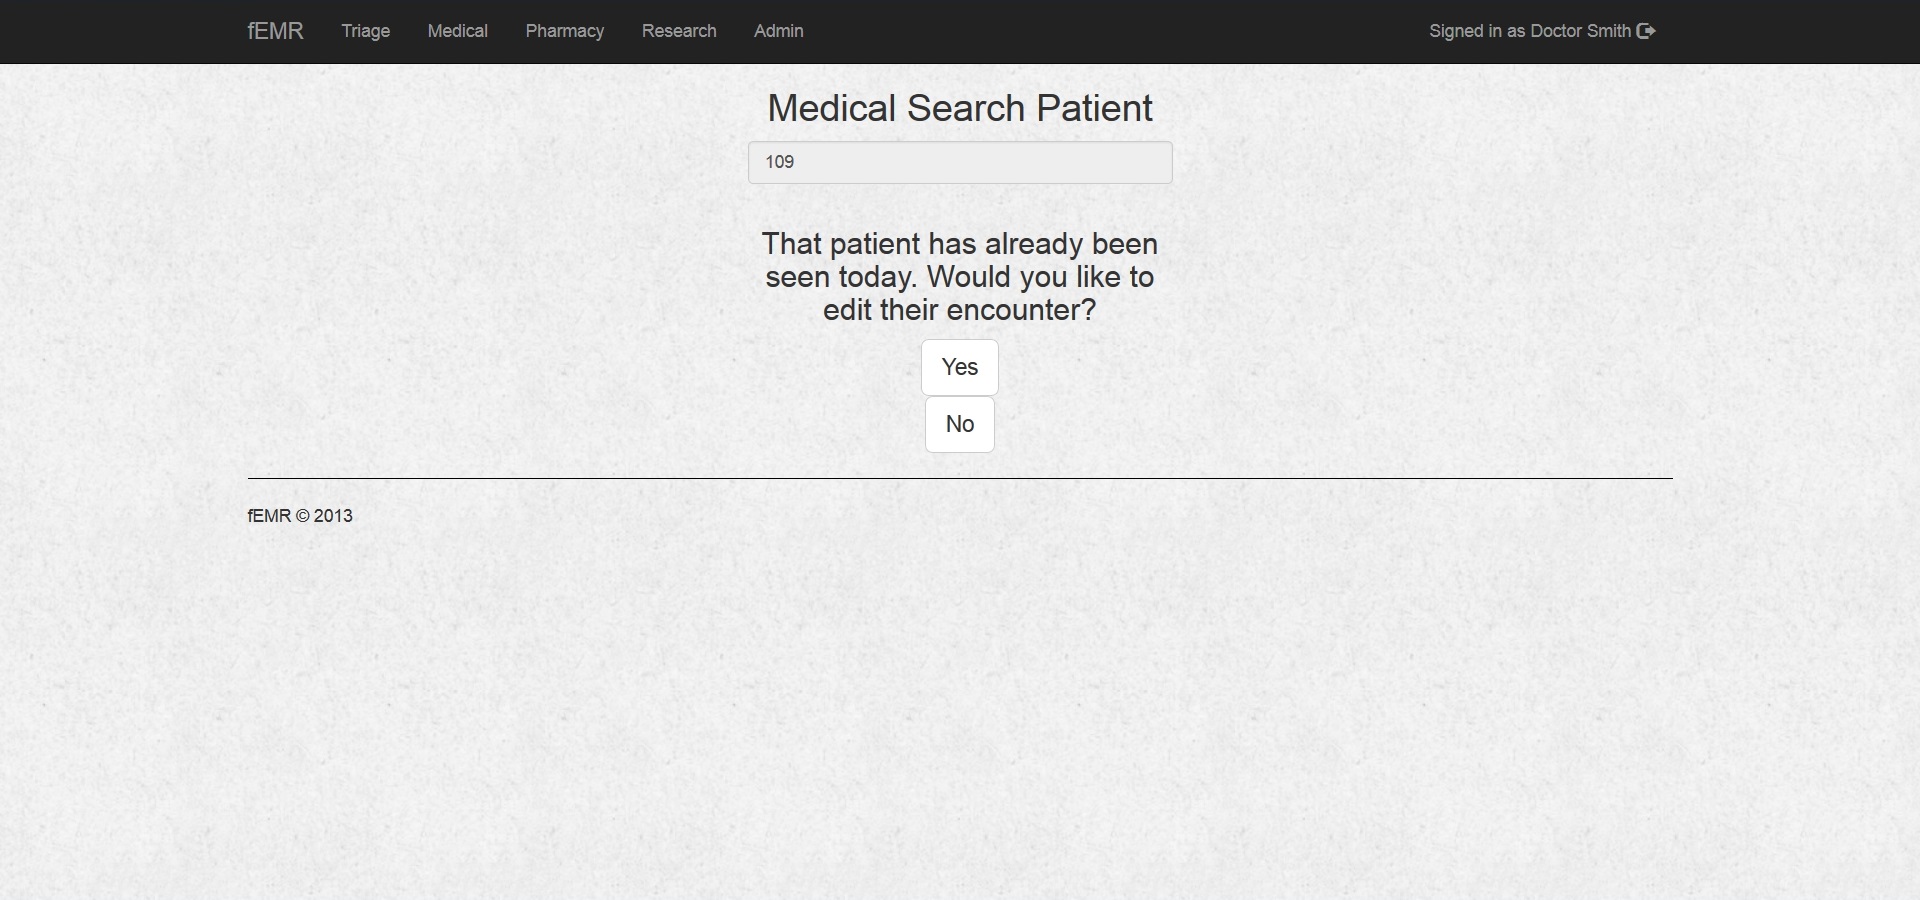 fEMR Triage Medical Pharmacy Research Admin Signed in as Doctor Smith
Medical Search Patient
109
That patient has already been
seen today. Would you like to
edit their encounter?
Yes
No
fEMR © 2013